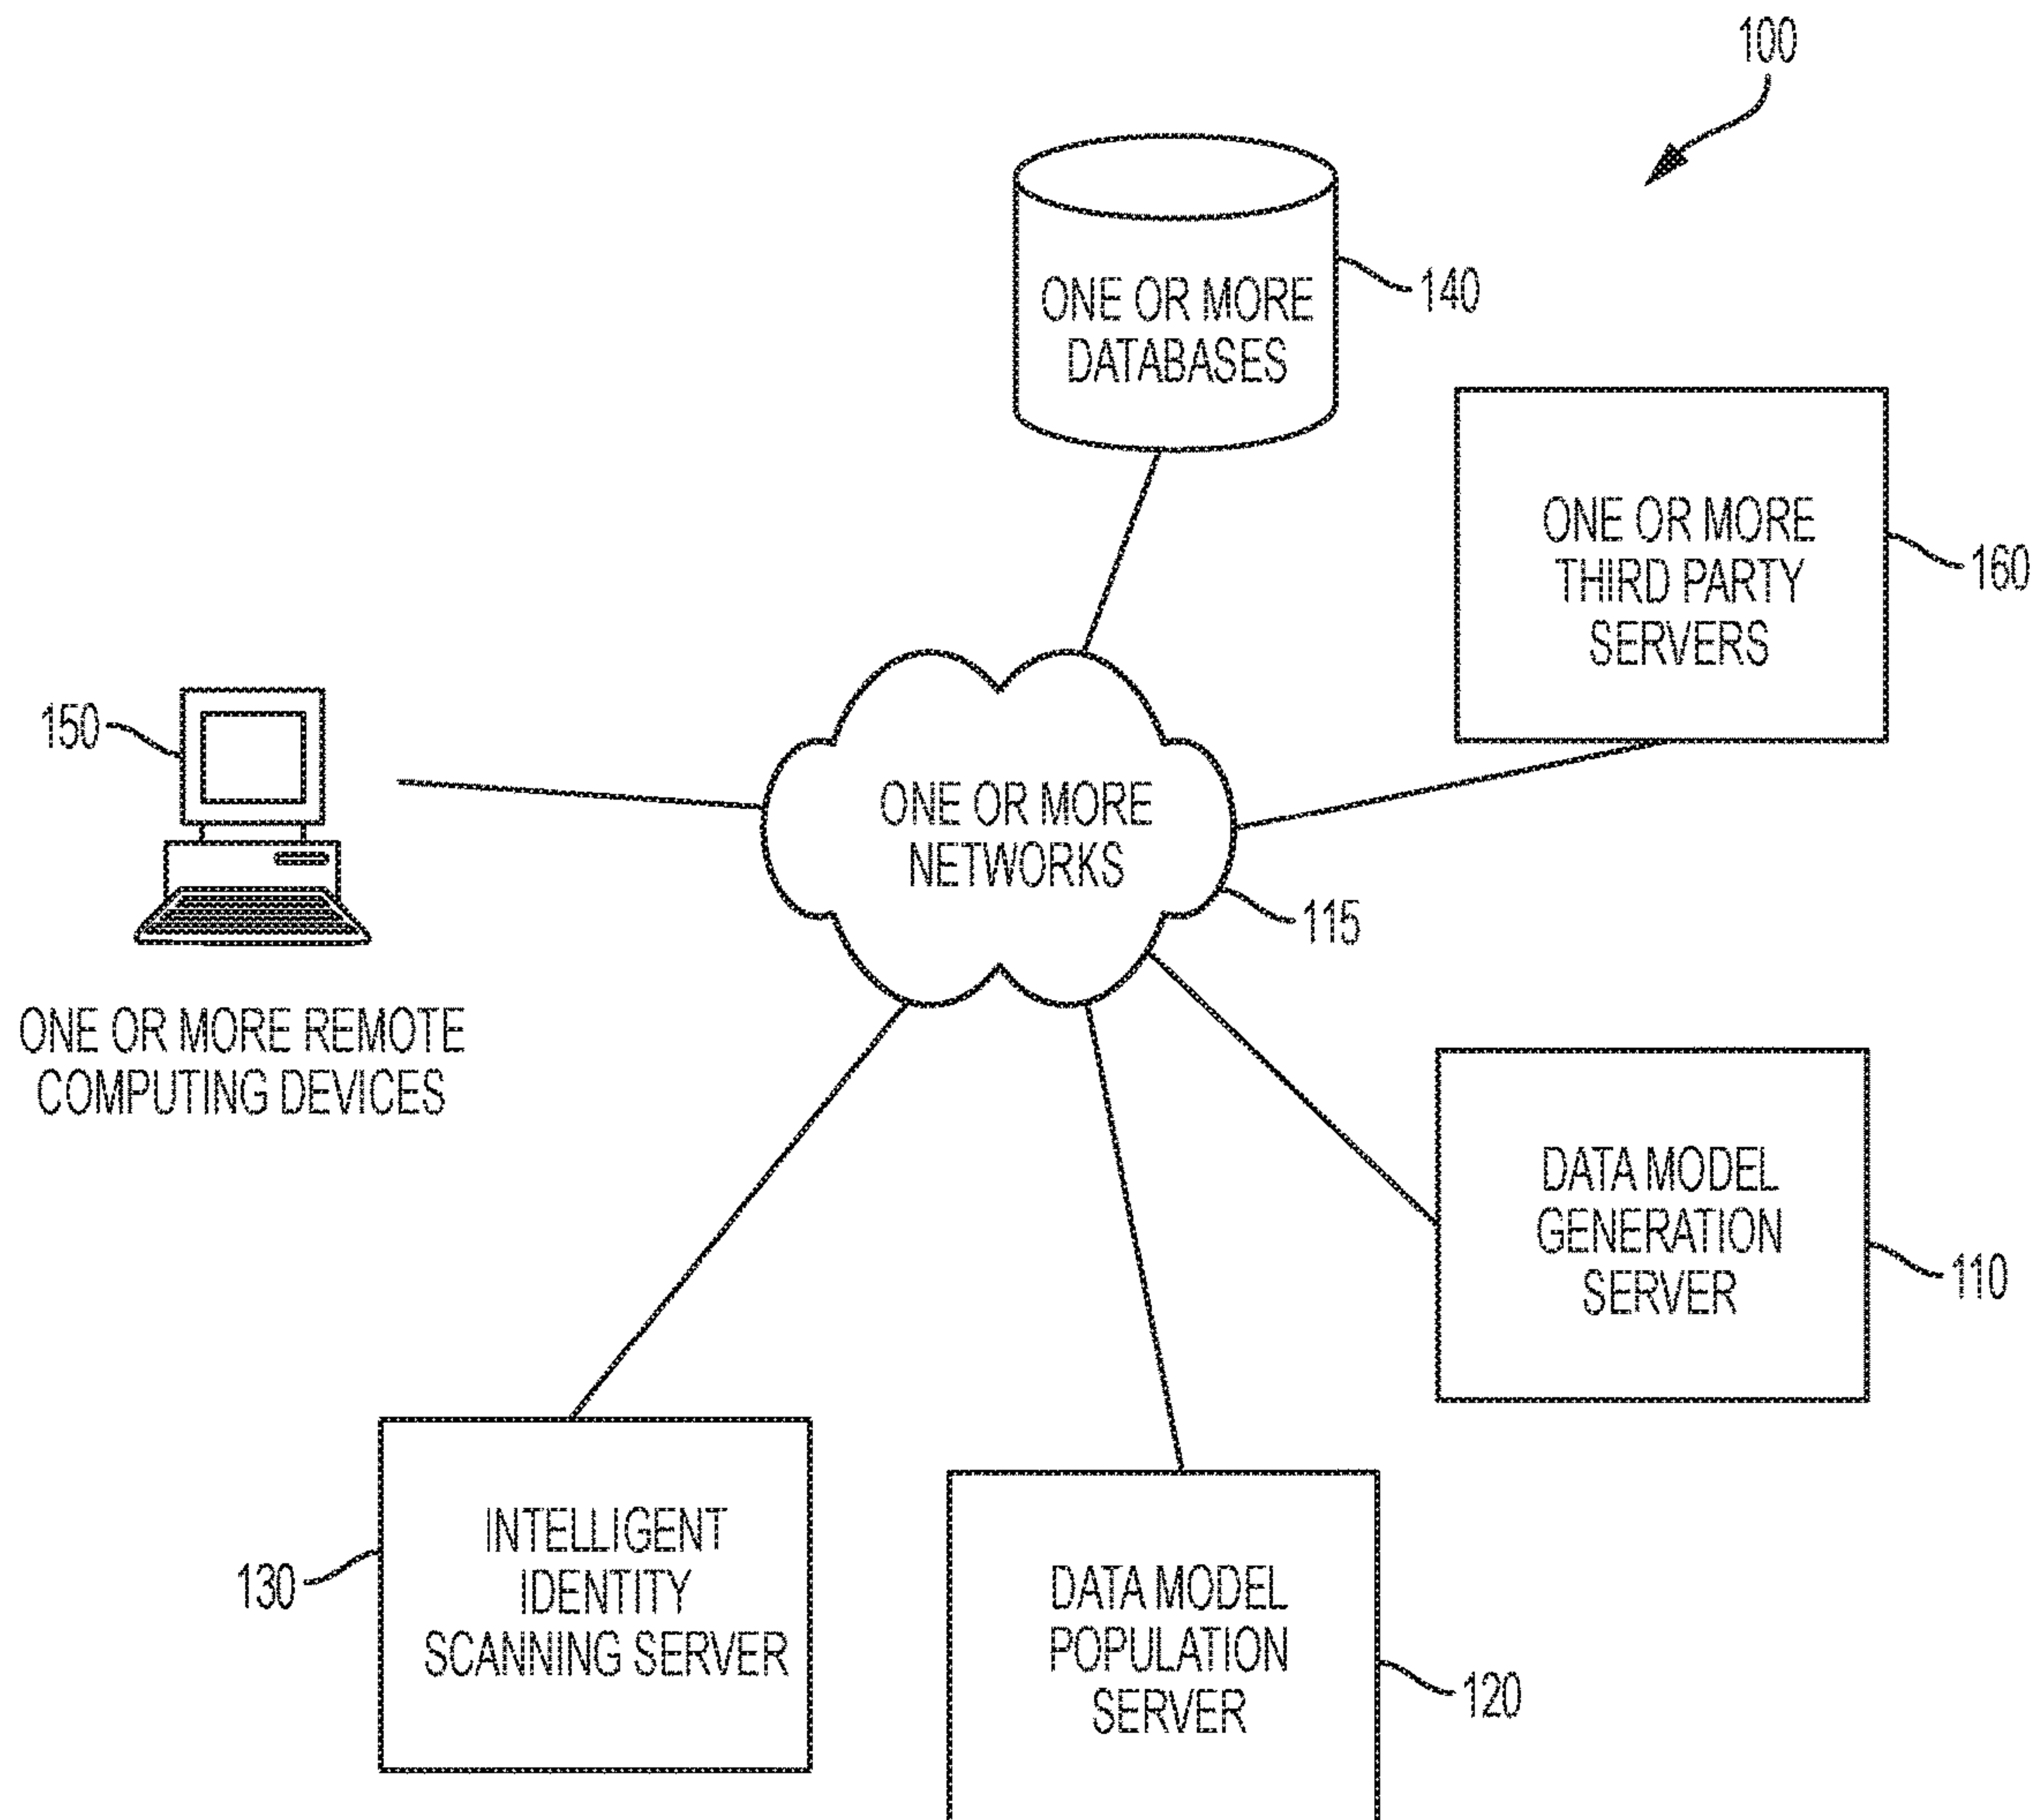 100
ONE OR MORE
DATABASES
140
ONE OR MORE
THIRD PARTY
SERVERS
160
150
ONE OR MORE
NETWORKS
115
ONE OR MORE REMOTE
COMPUTING DEVICES
DATA MODEL
GENERATION
SERVER
110
INTELLIGENT
IDENTITY
SCANNING SERVER
130
DATA MODEL
POPULATION
SERVER
120